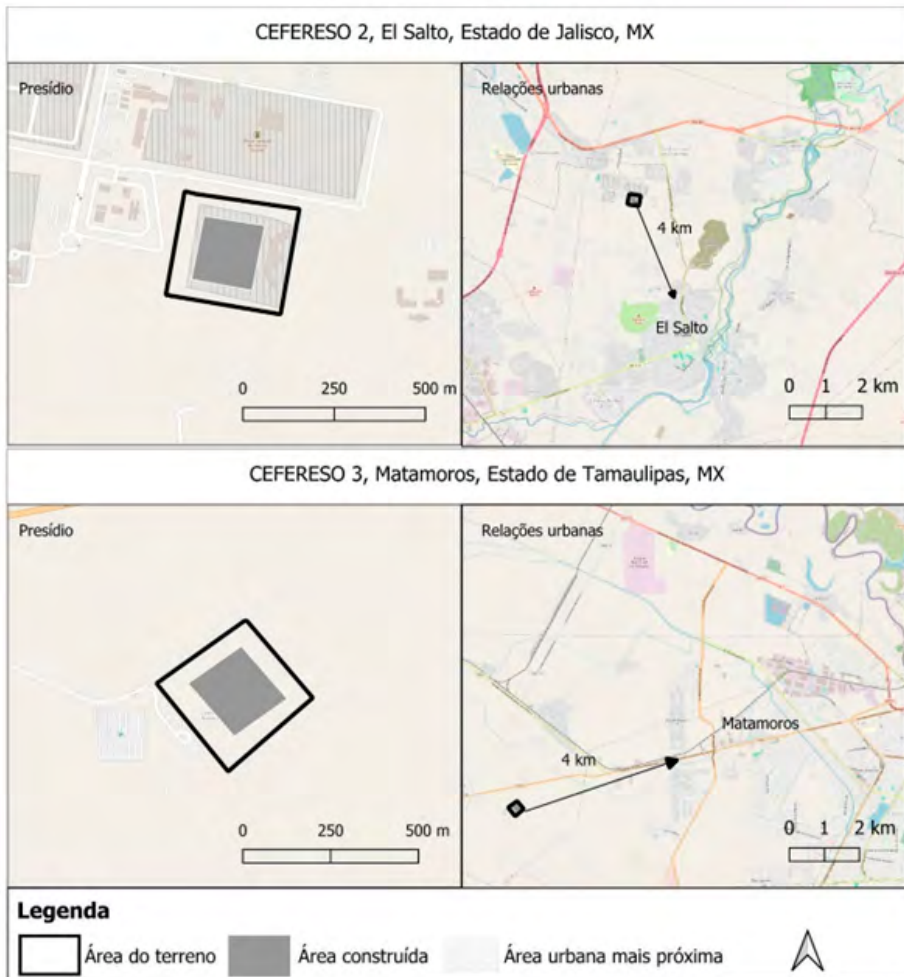 CEFERESO 2, El Salto, Estado de Jalisco, MX
Presídio
0 250 500 m
Relações urbanas
4 km
El Salto
0 1 2 km
CEFERESO 3, Matamoros, Estado de Tamaulipas, MX
Presídio
0 250 500 m
Relações urbanas
Matamoros
4 km
0 1 2 km
Legenda
Área do terreno Área construída Área urbana mais próxima